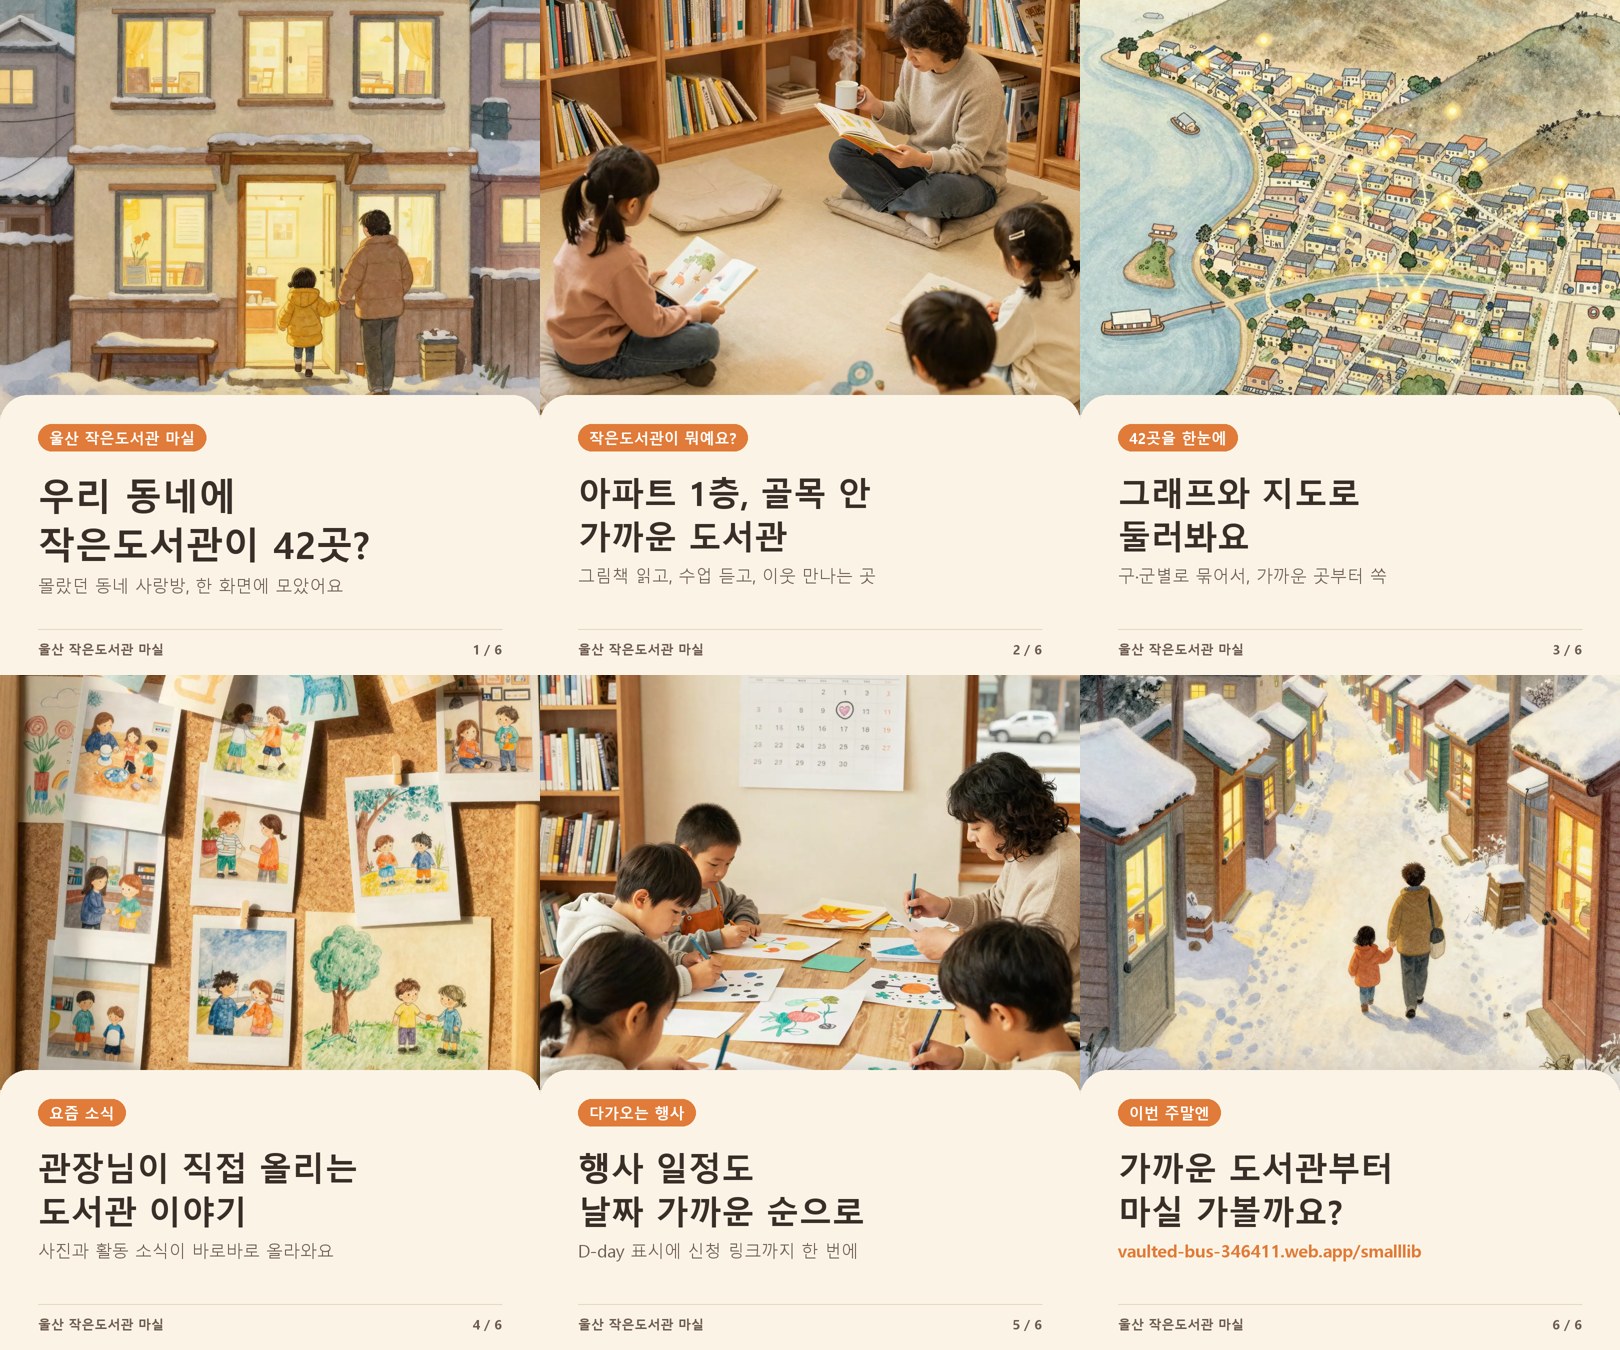 울산 작은도서관 마실
우리 동네에
작은도서관이 42곳?
몰랐던 동네 사랑방, 한 화면에 모았어요
울산 작은도서관 마실
1 / 6
작은도서관이 뭐예요?
아파트 1층, 골목 안
가까운 도서관
그림책 읽고, 수업 듣고, 이웃 만나는 곳
울산 작은도서관 마실
2 / 6
42곳을 한눈에
그래프와 지도로
둘러봐요
구·군별로 묶어서, 가까운 곳부터 쏙
울산 작은도서관 마실
3 / 6
요즘 소식
관장님이 직접 올리는
도서관 이야기
사진과 활동 소식이 바로바로 올라와요
울산 작은도서관 마실
4 / 6
다가오는 행사
행사 일정도
날짜 가까운 순으로
D-day 표시에 신청 링크까지 한 번에
울산 작은도서관 마실
5 / 6
이번 주말엔
가까운 도서관부터
마실 가볼까요?
vaulted-bus-346411.web.app/smalllib
울산 작은도서관 마실
6 / 6